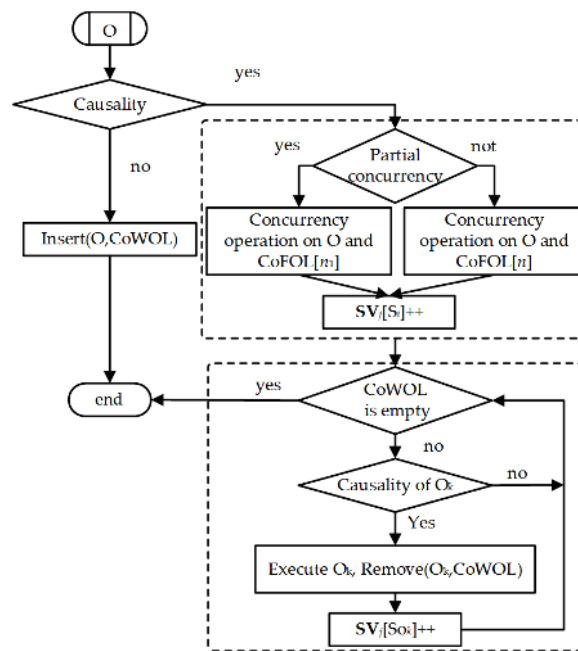 O
yes
Causality
no
yes
Partial
concurrency
not
Insert(O,CoWOL)
Concurrency
operation on O and
CoFOL[n₁]
Concurrency
operation on O and
CoFOL[n]
SVⱼ[Sᵢ]++
end
yes
CoWOL
is empty
no
Causality of Oₖ
no
Yes
Execute Oₖ, Remove(Oₖ,CoWOL)
SVⱼ[Soₖ]++